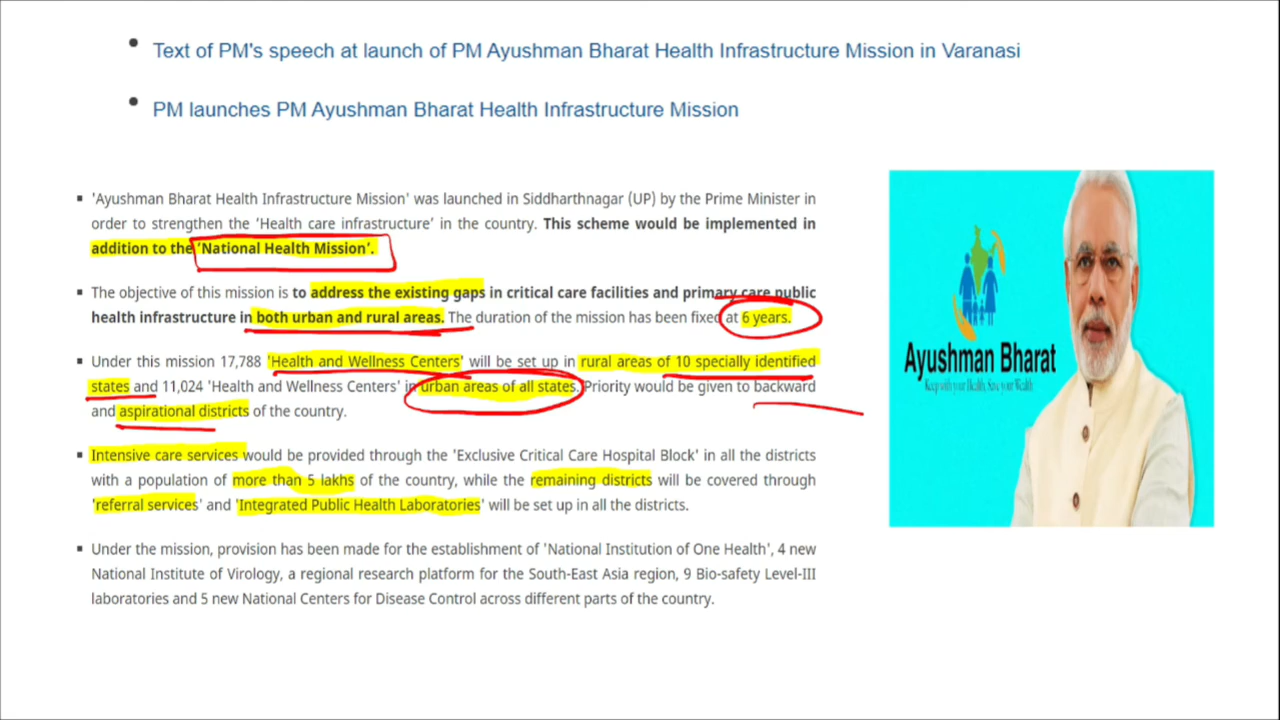 Text of PM's speech at launch of PM Ayushman Bharat Health Infrastructure Mission in Varanasi
PM launches PM Ayushman Bharat Health Infrastructure Mission
'Ayushman Bharat Health Infrastructure Mission' was launched in Siddharthnagar (UP) by the Prime Minister in
order to strengthen the 'Health care infrastructure' in the country. This scheme would be implemented in
addition to the 'National Health Mission'.
The objective of this mission is to address the existing gaps in critical care facilities and primary care public
health infrastructure in both urban and rural areas. The duration of the mission has been fixed at 6 years.
Under this mission 17,788 'Health and Wellness Centers' will be set up in rural areas of 10 specially identified
states and 11,024 'Health and Wellness Centers' in urban areas of all states. Priority would be given to backward
and aspirational districts of the country.
Intensive care services would be provided through the 'Exclusive Critical Care Hospital Block' in all the districts
with a population of more than 5 lakhs of the country, while the remaining districts will be covered through
'referral services' and 'Integrated Public Health Laboratories' will be set up in all the districts.
Under the mission, provision has been made for the establishment of 'National Institution of One Health', 4 new
National Institute of Virology, a regional research platform for the South-East Asia region, 9 Bio-safety Level-III
laboratories and 5 new National Centers for Disease Control across different parts of the country.
Ayushman Bharat
Keep with your Health, Save your Wealth